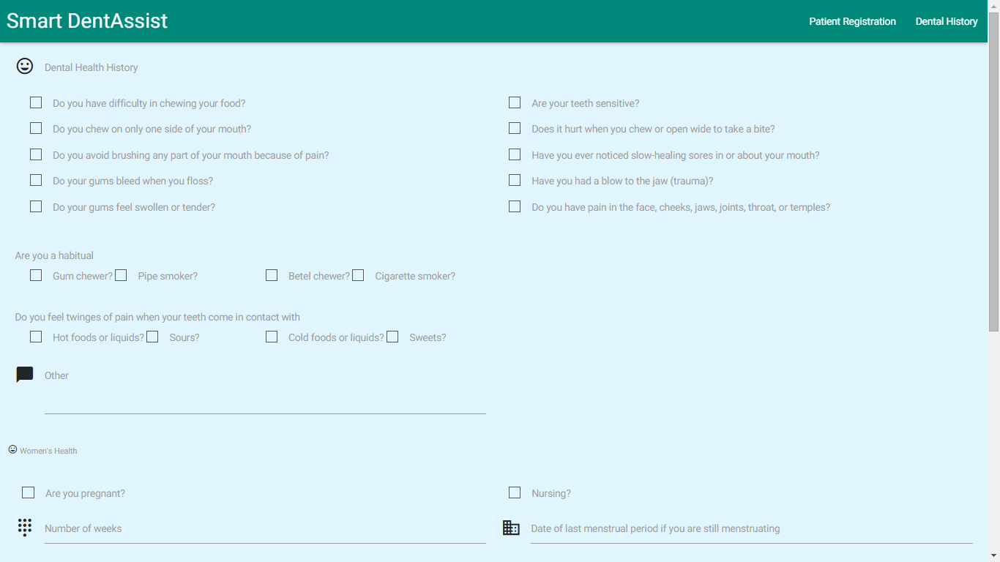 Smart DentAssist
Patient Registration Dental History
Dental Health History
Do you have difficulty in chewing your food?
Are your teeth sensitive?
Do you chew on only one side of your mouth?
Does it hurt when you chew or open wide to take a bite?
Do you avoid brushing any part of your mouth because of pain?
Have you ever noticed slow-healing sores in or about your mouth?
Do your gums bleed when you floss?
Have you had a blow to the jaw (trauma)?
Do your gums feel swollen or tender?
Do you have pain in the face, cheeks, jaws, joints, throat, or temples?
Are you a habitual
Gum chewer? Pipe smoker? Betel chewer? Cigarette smoker?
Do you feel twinges of pain when your teeth come in contact with
Hot foods or liquids? Sours? Cold foods or liquids? Sweets?
Other
Women's Health
Are you pregnant?
Nursing?
Number of weeks
Date of last menstrual period if you are still menstruating